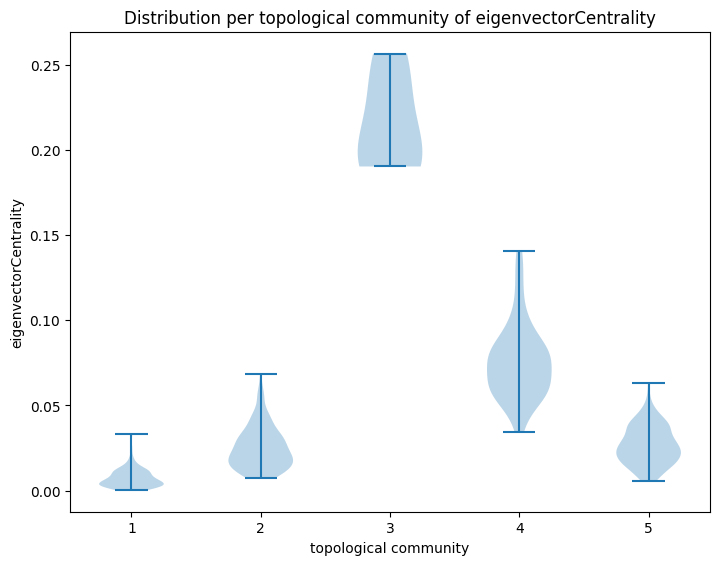 Distribution per topological community of eigenvectorCentrality
eigenvectorCentrality
0.25
0.20
0.15
0.10
0.05
0.00
1 2 3 4 5
topological community